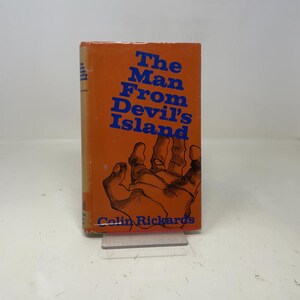 The
Man
From
Devil's
Island
Colin Rickards